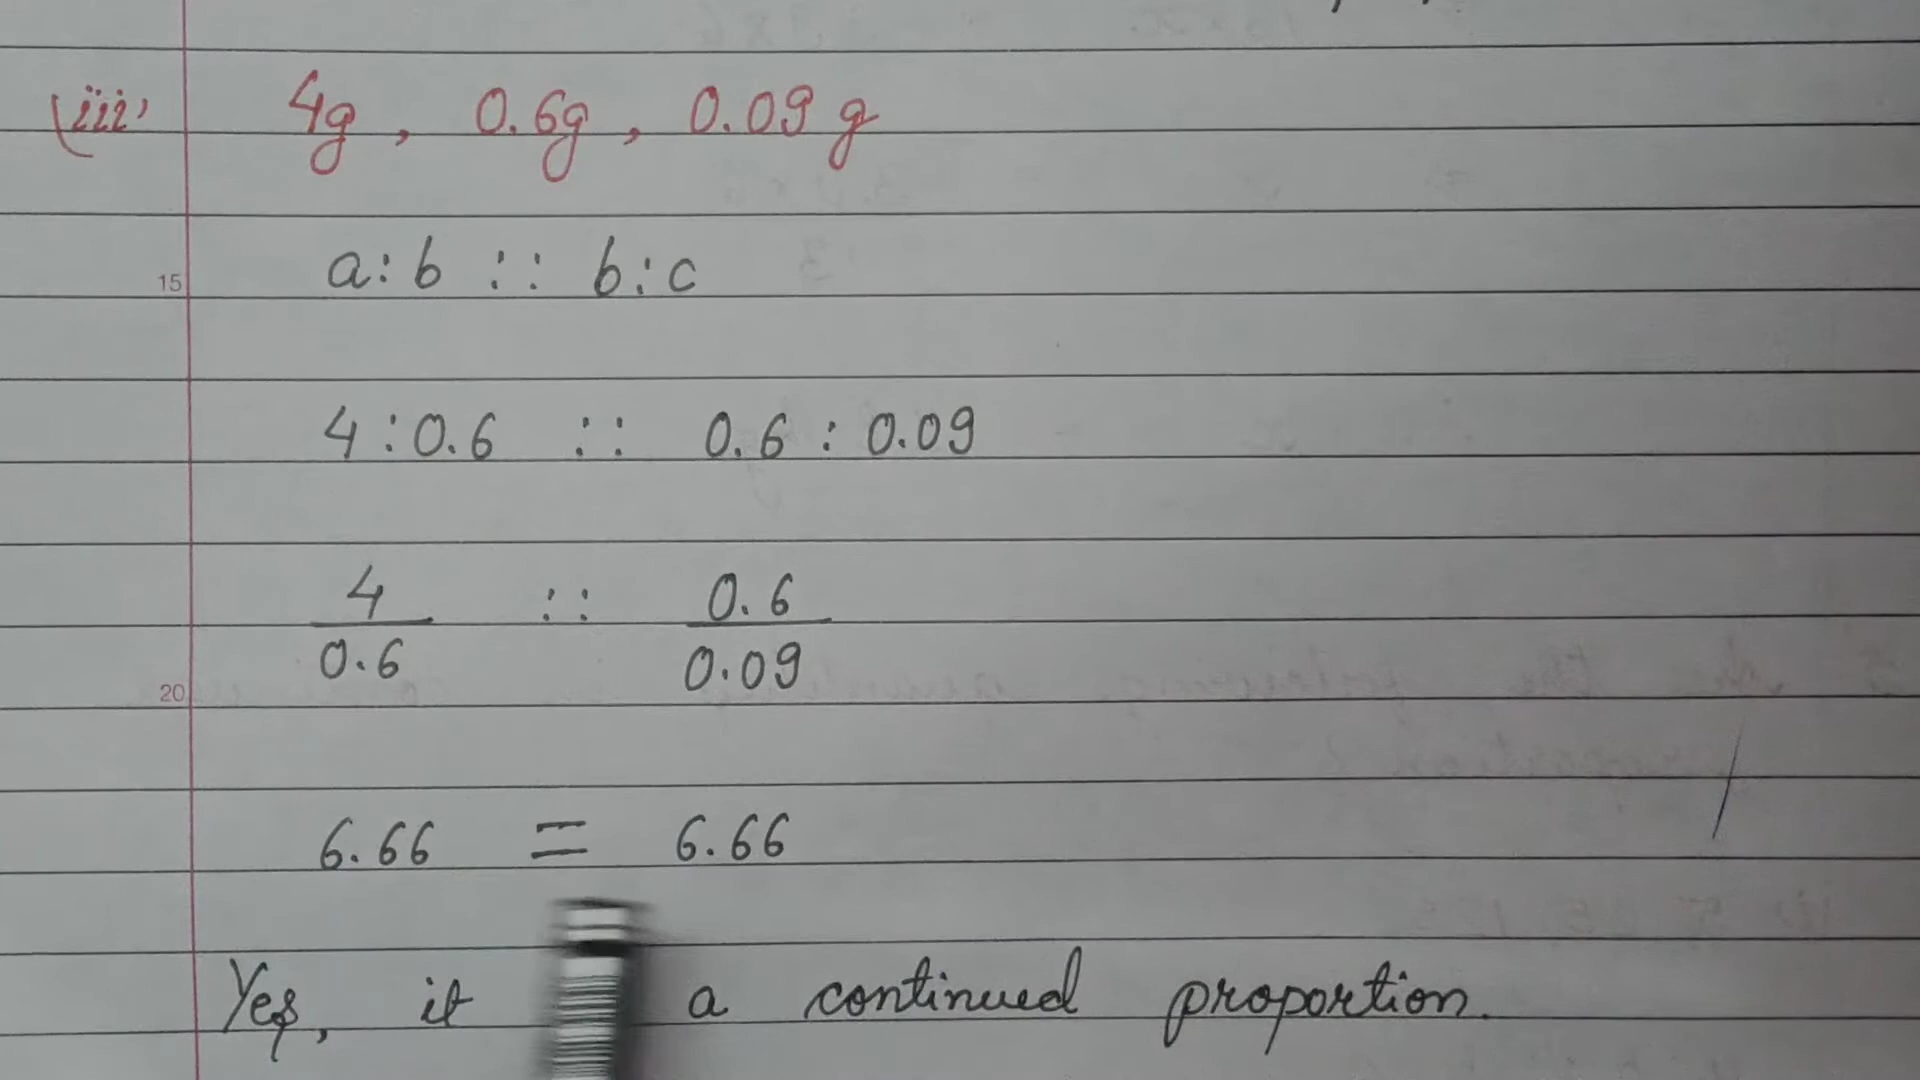 (iii) 4g, 0.6g, 0.09 g
15 a:b :: b:c
4:0.6 :: 0.6:0.09
4 :: 0.6
0.6 0.09
20
6.66 = 6.66
Yes, it a continued proportion.